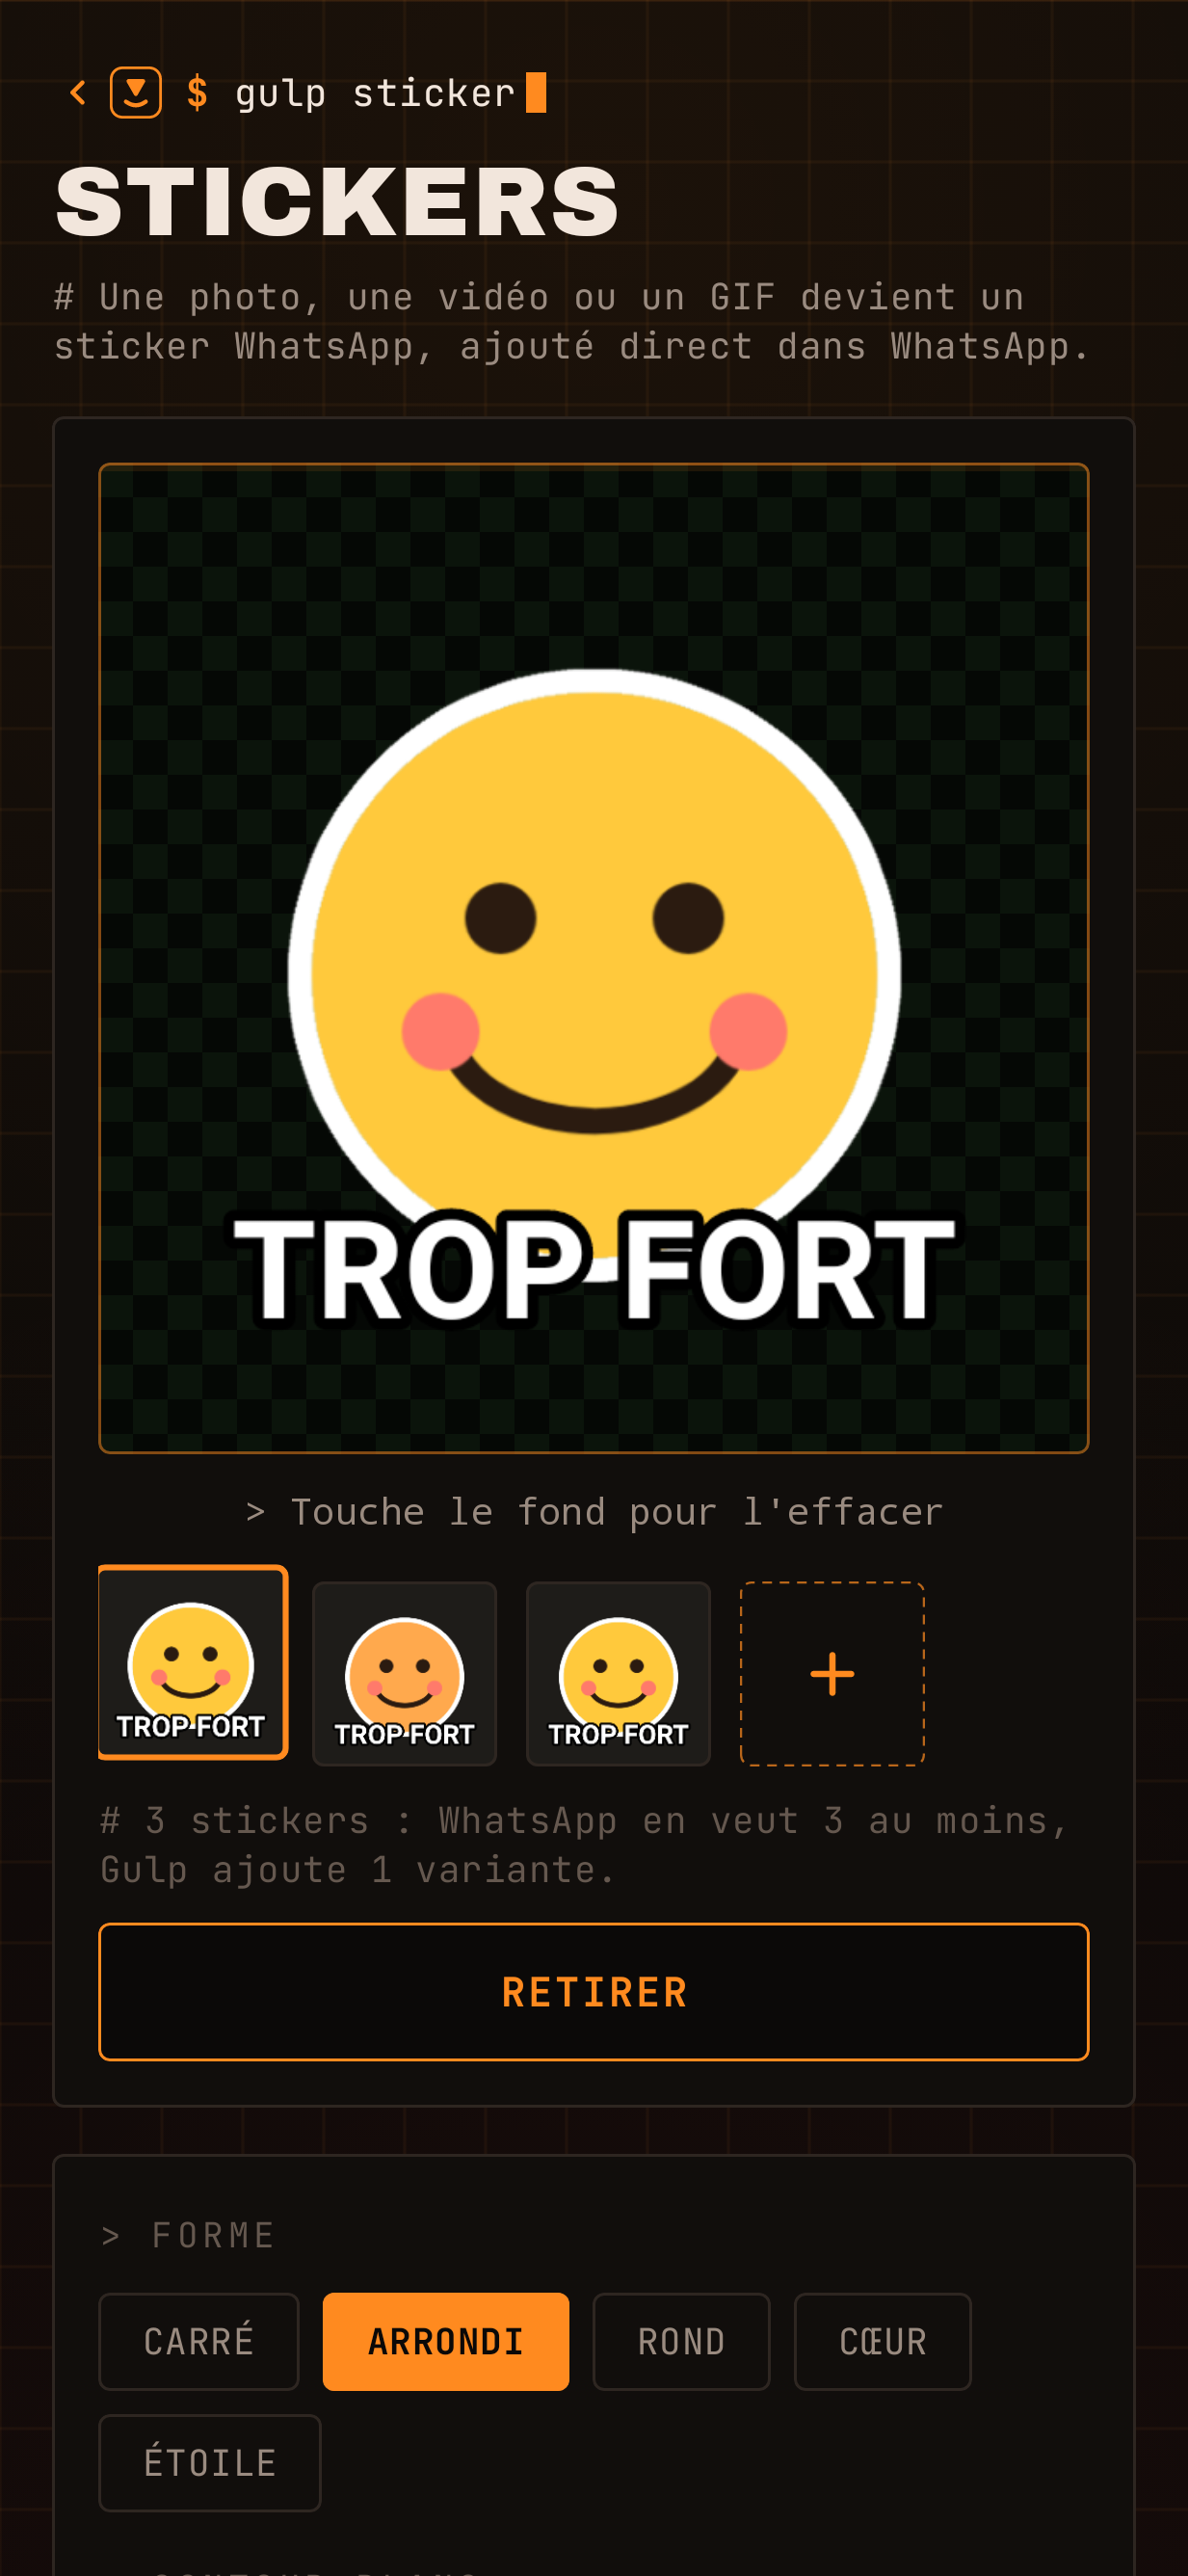 $ gulp sticker
STICKERS
# Une photo, une vidéo ou un GIF devient un
sticker WhatsApp, ajouté direct dans WhatsApp.
TROP FORT
> Touche le fond pour l'effacer
TROP FORT
TROP FORT
TROP FORT
# 3 stickers : WhatsApp en veut 3 au moins,
Gulp ajoute 1 variante.
RETIRER
> FORME
CARRÉ
ARRONDI
ROND
CŒUR
ÉTOILE